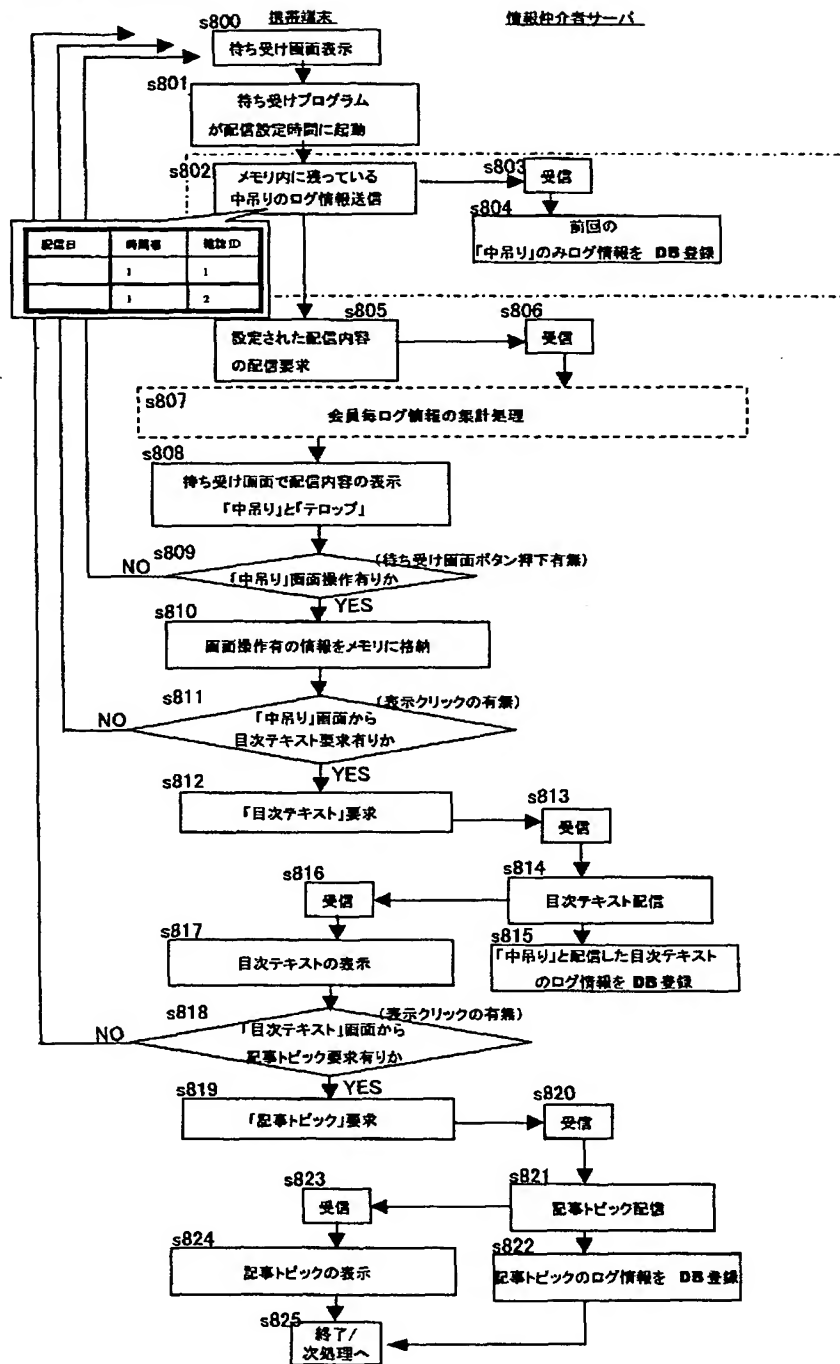 携帯端末
情報仲介者サーバ
s800
待ち受け画面表示
s801
待ち受けプログラム
が配信設定時間に起動
s802
メモリ内に残っている
中吊りのログ情報送信
s803
受信
s804
前回の
「中吊り」のみログ情報を DB登録
配信日 時間帯 雑誌ID
1 1
1 2
s805
設定された配信内容
の配信要求
s806
受信
s807
会員毎ログ情報の集計処理
s808
待ち受け画面で配信内容の表示
「中吊り」と「テロップ」
s809
(待ち受け画面ボタン押下有無)
NO
「中吊り」画面操作有りか
YES
s810
画面操作有の情報をメモリに格納
s811
(表示クリックの有無)
NO
「中吊り」画面から
目次テキスト要求有りか
YES
s812
「目次テキスト」要求
s813
受信
s814
目次テキスト配信
s815
「中吊り」と配信した目次テキスト
のログ情報を DB登録
s816
受信
s817
目次テキストの表示
s818
(表示クリックの有無)
NO
「目次テキスト」画面から
記事トピック要求有りか
YES
s819
「記事トピック」要求
s820
受信
s821
記事トピック配信
s822
記事トピックのログ情報を DB登録
s823
受信
s824
記事トピックの表示
s825
終了/
次処理へ